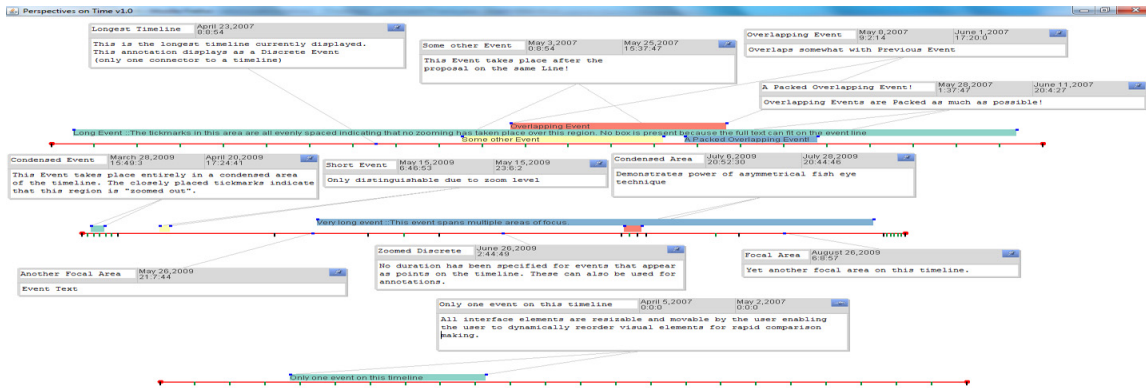 Perspectives on Time v1.0
Longest Timeline
April 23,2007
0:8:54
This is the longest timeline currently displayed.
This annotation displays as a Discrete Event
(only one connector to a timeline)
Some other Event
May 3,2007
0:8:54
May 25,2007
15:37:47
This Event takes place after the
proposal on the same Line!
Overlapping Event
May 8,2007
9:2:14
June 1,2007
17:20:0
Overlaps somewhat with Previous Event
A Packed Overlapping Event!
May 28,2007
1:37:47
June 11,2007
20:4:27
Overlapping Events are Packed as much as possible!
Overlapping Event
Long Event ::The tickmarks in this area are all evenly spaced indicating that no zooming has taken place over this region. No box is present because the full text can fit on the event line
Some other Event
A Packed Overlapping Event!
Condensed Event
March 28,2009
15:49:3
April 20,2009
17:24:41
This Event takes place entirely in a condensed area
of the timeline. The closely placed tickmarks indicate
that this region is "zoomed out".
Short Event
May 15,2009
6:46:53
May 15,2009
23:6:2
Only distinguishable due to zoom level
Condensed Area
July 6,2009
20:52:30
July 28,2009
20:44:46
Demonstrates power of asymmetrical fish eye
technique
Very long event ::This event spans multiple areas of focus.
Another Focal Area
May 26,2009
21:7:44
Event Text
Zoomed Discrete
June 26,2009
2:44:49
No duration has been specified for events that appear
as points on the timeline. These can also be used for
annotations.
Focal Area
August 26,2009
6:8:57
Yet another focal area on this timeline.
Only one event on this timeline
April 5,2007
0:0:0
May 2,2007
0:0:0
All interface elements are resizable and movable by the user enabling
the user to dynamically reorder visual elements for rapid comparison
making.
Only one event on this timeline